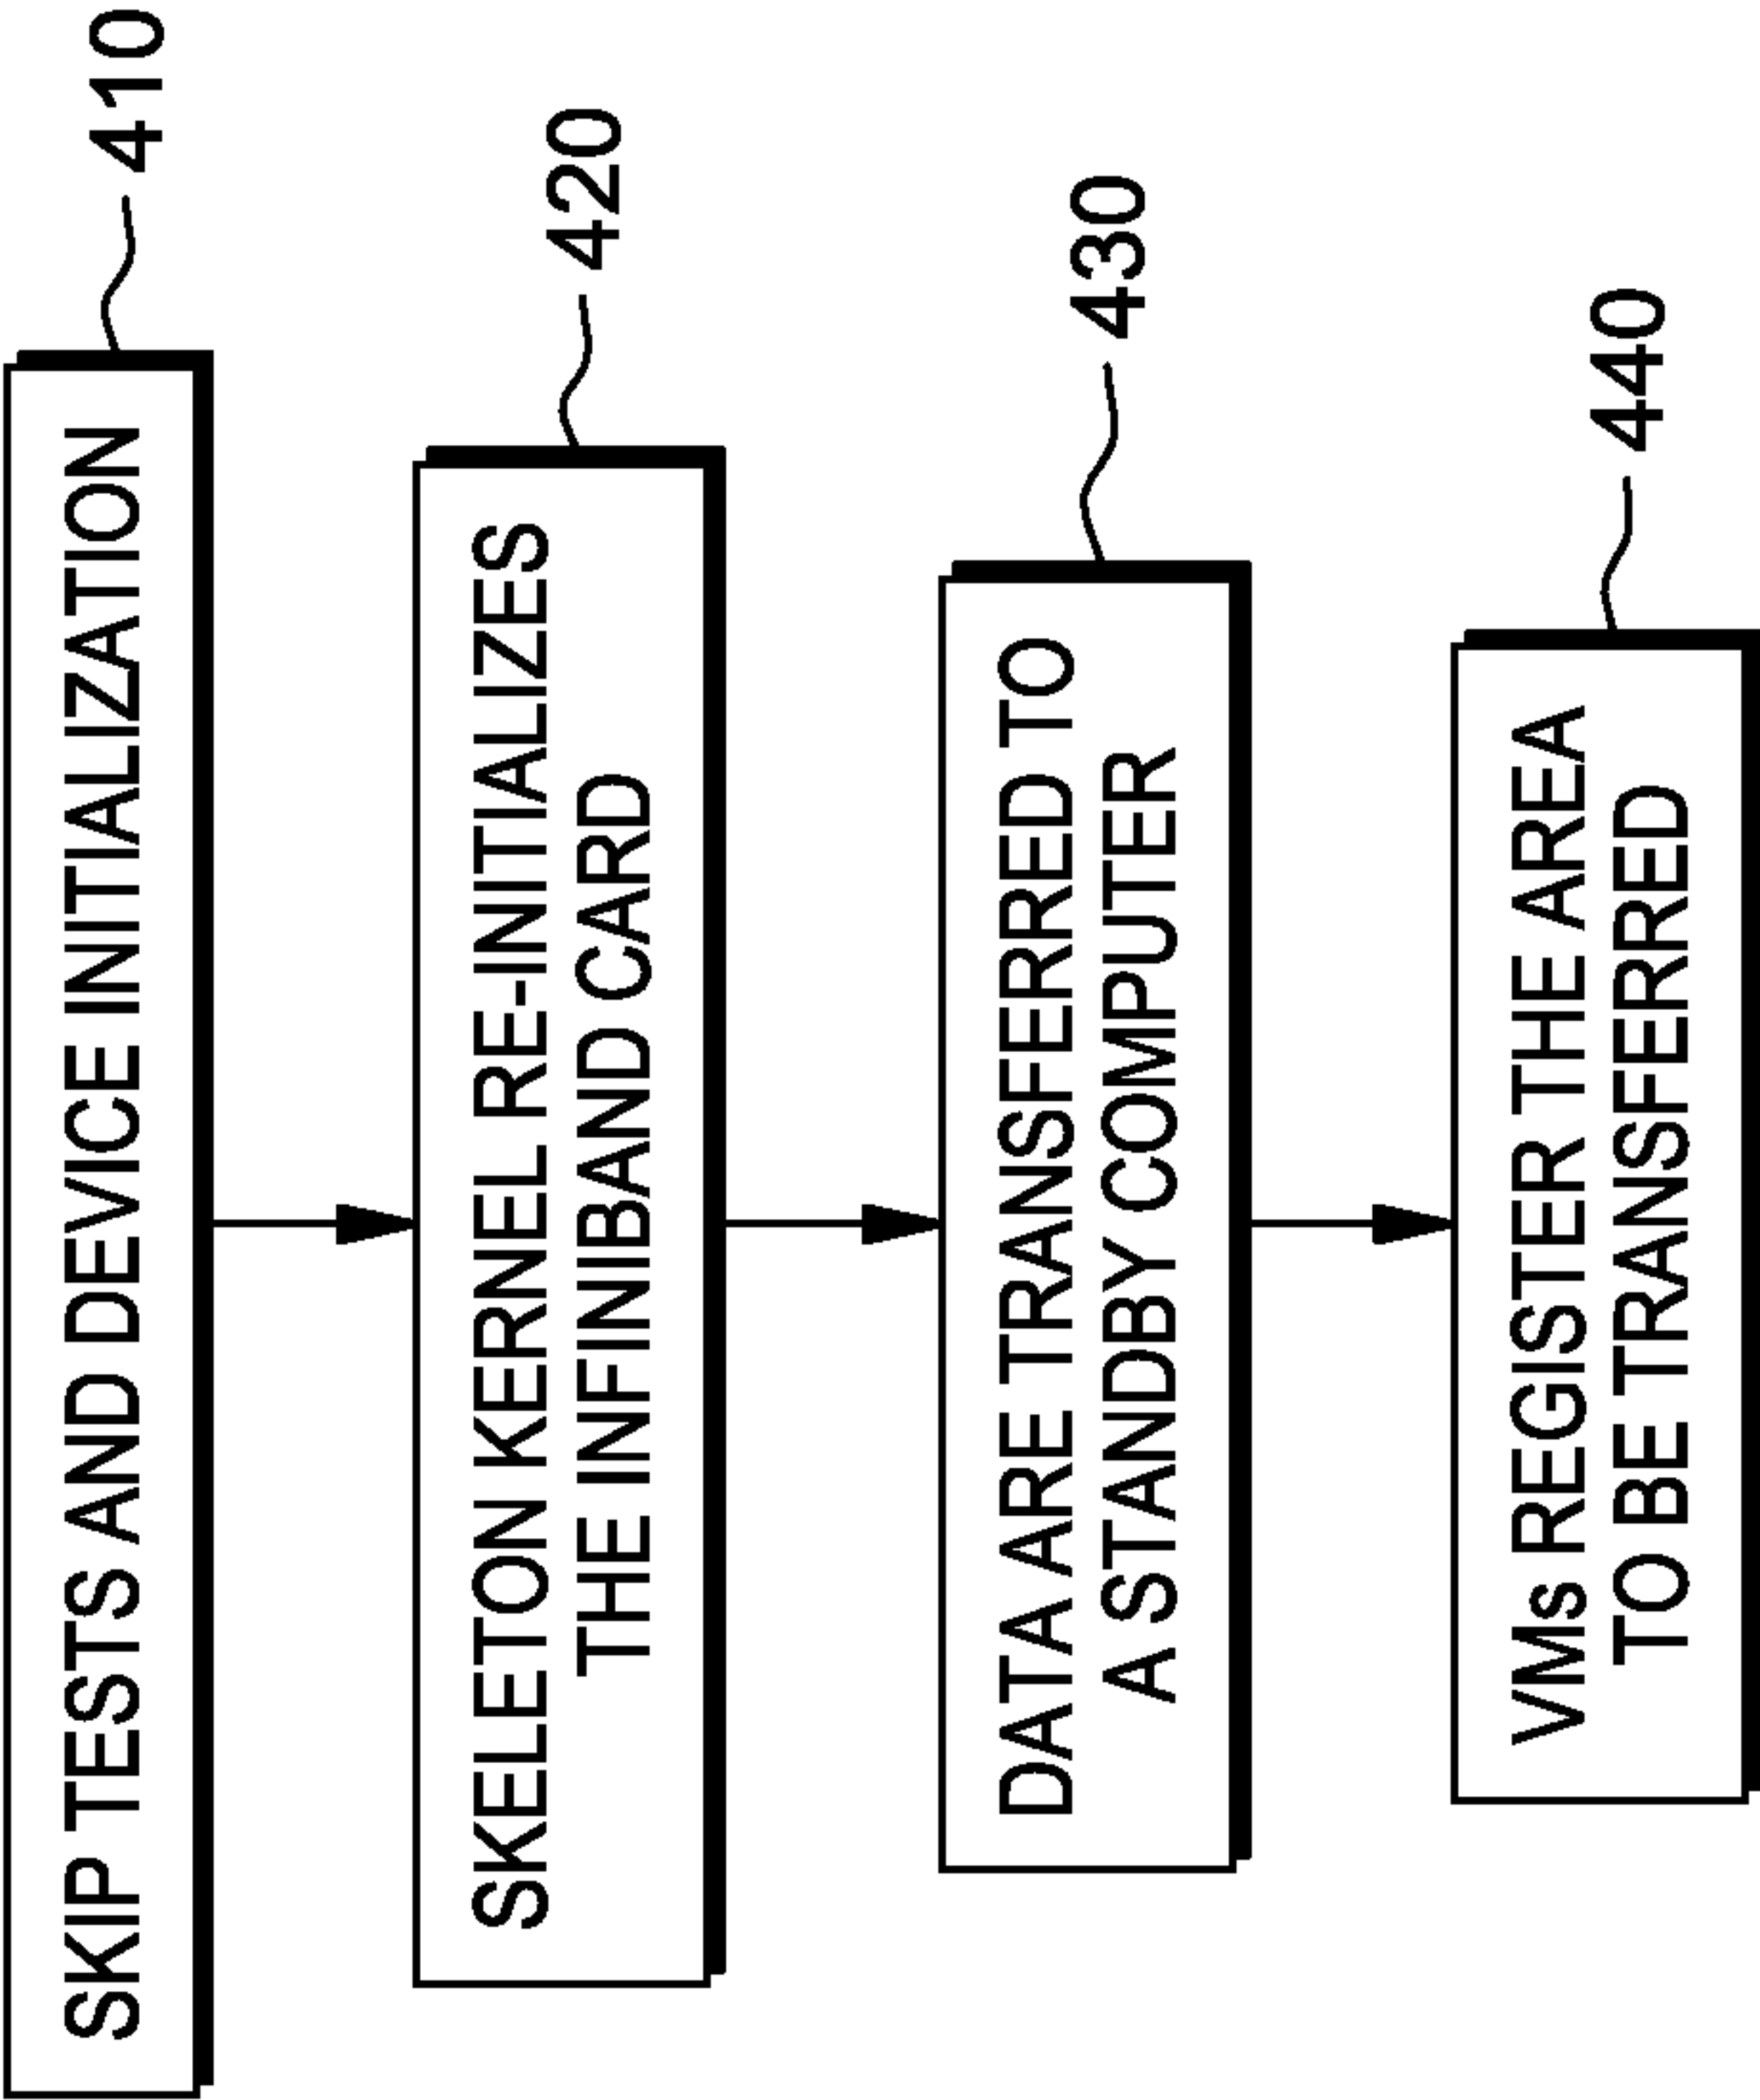 SKIP TESTS AND DEVICE INITIALIZATION
410
SKELETON KERNEL RE-INITIALIZES
THE INFINIBAND CARD
420
DATA ARE TRANSFERRED TO
A STANDBY COMPUTER
430
VMs REGISTER THE AREA
TO BE TRANSFERRED
440